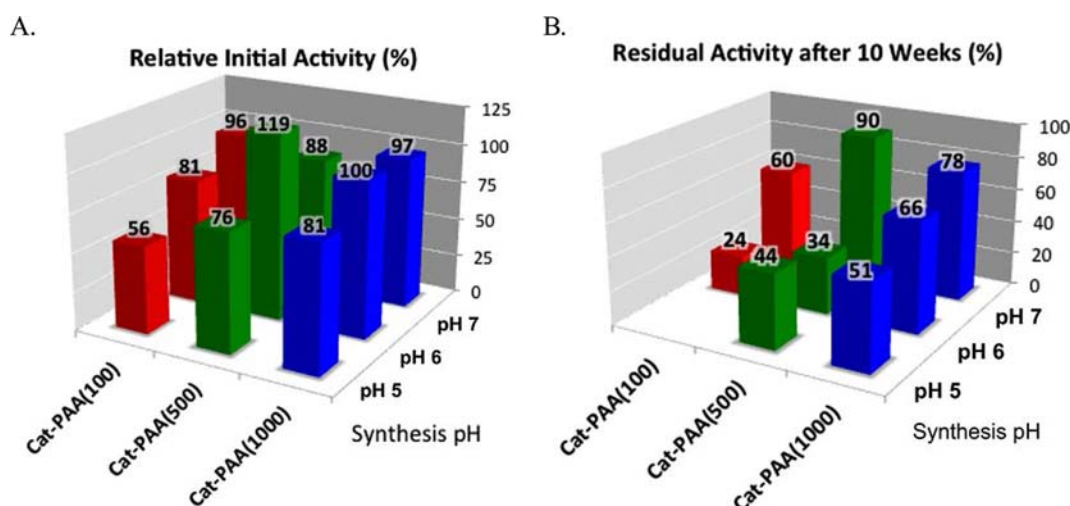 A.
Relative Initial Activity (%)
125
100
75
50
25
0
96
119
88
97
81
100
56
76
81
pH 7
pH 6
pH 5
Synthesis pH
Cat-PAA(100)
Cat-PAA(500)
Cat-PAA(1000)
B.
Residual Activity after 10 Weeks (%)
100
80
60
40
20
0
90
60
78
66
24
34
44
51
pH 7
pH 6
pH 5
Synthesis pH
Cat-PAA(100)
Cat-PAA(500)
Cat-PAA(1000)